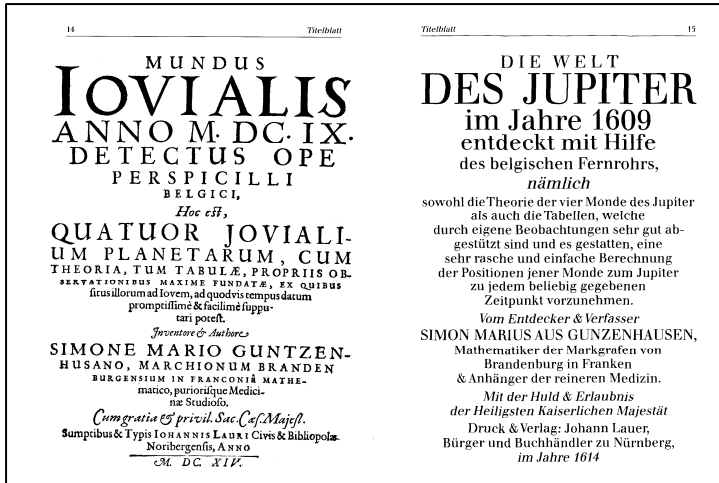 14 Titelblatt
MUNDUS
IOVIALIS
ANNO M. DC. IX.
DETECTUS OPE
PERSPICILLI
BELGICI,
Hoc eſt,
QUATUOR JOVIALI-
UM PLANETARUM, CUM
THEORIA, TUM TABULÆ, PROPRIIS OB-
SERVATIONIBUS MAXIME FUNDATÆ, EX QUIBUS
ſitus illorum ad Iovem, ad quodvis tempus datum
promptiſſimè & facilimè ſuppu-
tari poteſt.
Inventore & Authore
SIMONE MARIO GUNTZEN-
HUSANO, MARCHIONUM BRANDEN
BURGENSIUM IN FRANCONIÂ MATHE-
matico, puriorisque Medici-
næ Studioſo.
Cum gratia & privil. Sac. Cæſ. Majeſt.
Sumptibus & Typis IOHANNIS LAURI Civis & Bibliopolæ
Noribergenſis, ANNO
M. DC. XIV.
Titelblatt 15
DIE WELT
DES JUPITER
im Jahre 1609
entdeckt mit Hilfe
des belgischen Fernrohrs,
nämlich
sowohl die Theorie der vier Monde des Jupiter
als auch die Tabellen, welche
durch eigene Beobachtungen sehr gut ab-
gestützt sind und es gestatten, eine
sehr rasche und einfache Berechnung
der Positionen jener Monde zum Jupiter
zu jedem beliebig gegebenen
Zeitpunkt vorzunehmen.
Vom Entdecker & Verfasser
SIMON MARIUS AUS GUNZENHAUSEN,
Mathematiker der Markgrafen von
Brandenburg in Franken
& Anhänger der reineren Medizin.
Mit der Huld & Erlaubnis
der Heiligsten Kaiserlichen Majestät
Druck & Verlag: Johann Lauer,
Bürger und Buchhändler zu Nürnberg,
im Jahre 1614